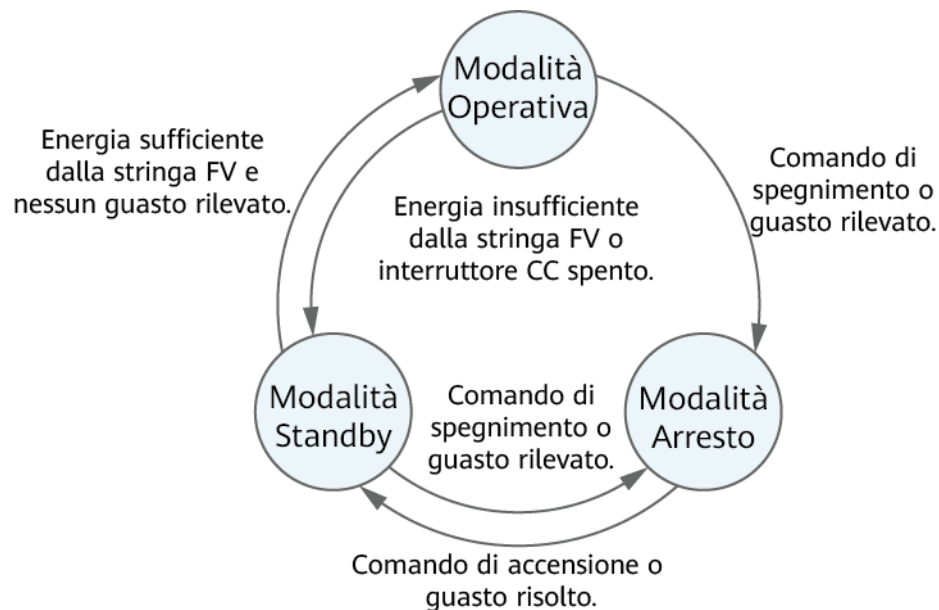 Modalità
Operativa
Energia sufficiente
dalla stringa FV e
nessun guasto rilevato.
Comando di
spegnimento o
guasto rilevato.
Energia insufficiente
dalla stringa FV o
interruttore CC spento.
Modalità
Standby
Comando di
spegnimento o
guasto rilevato.
Modalità
Arresto
Comando di accensione o
guasto risolto.